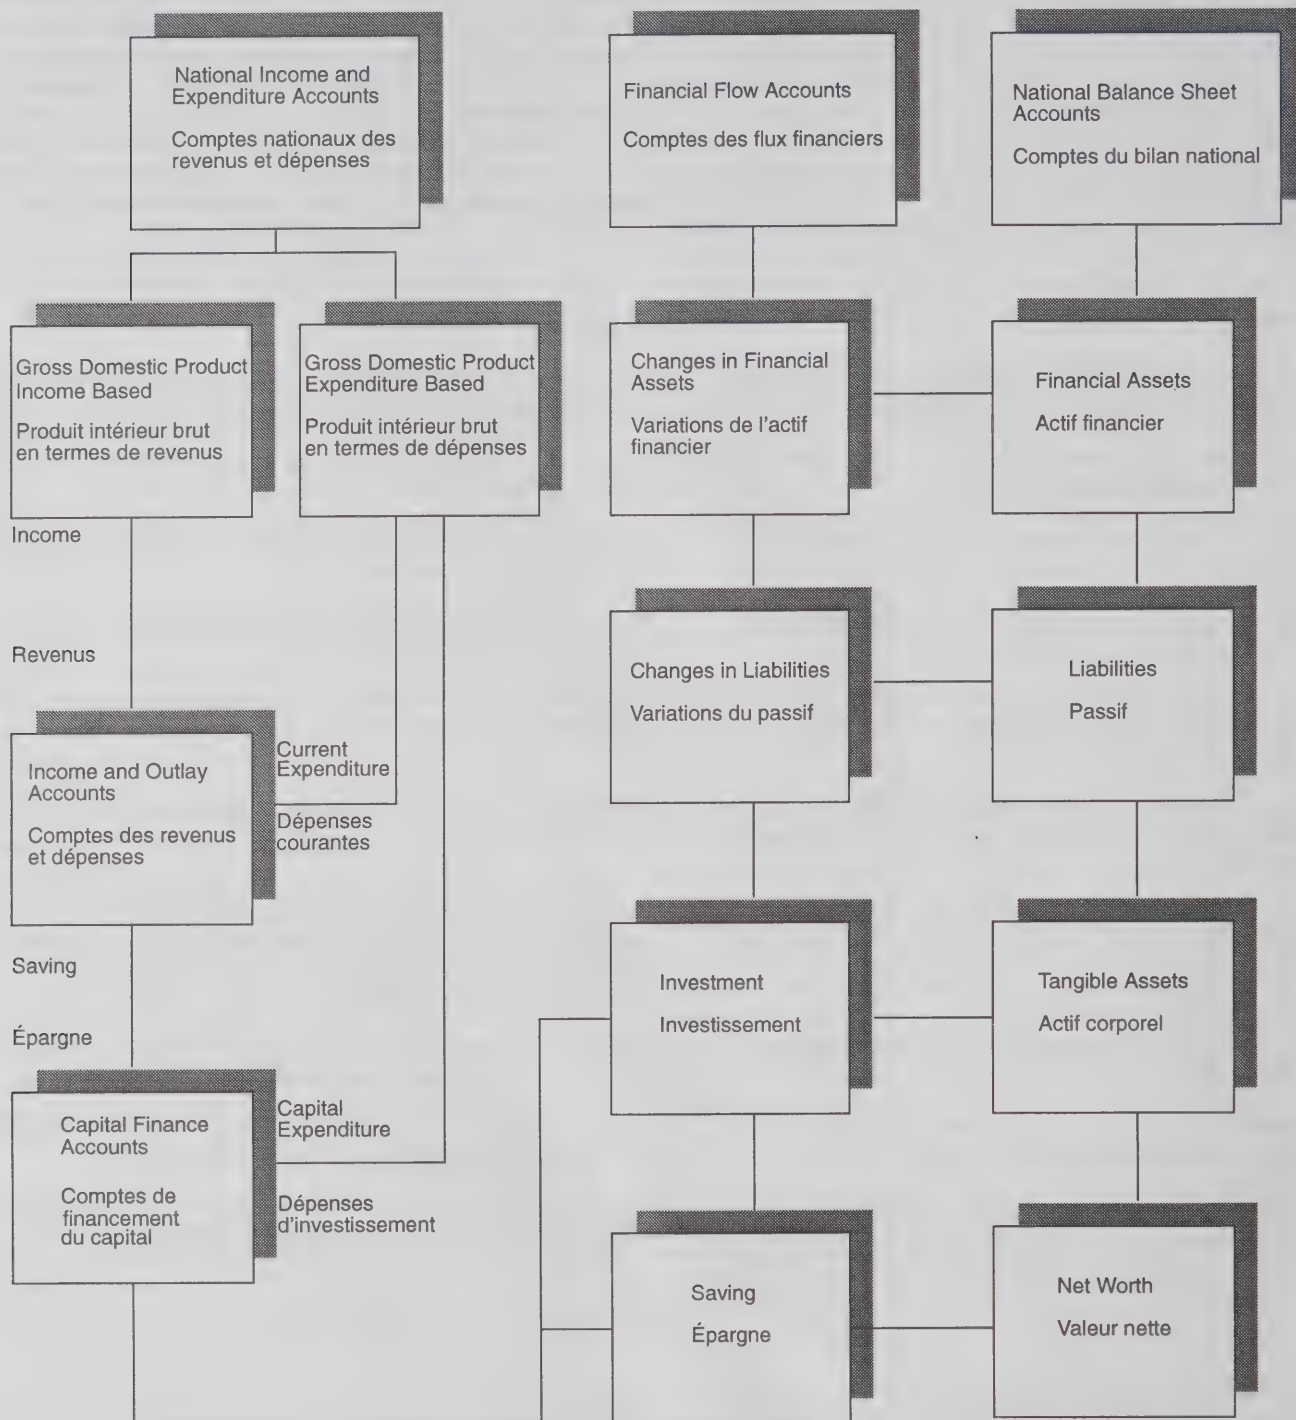 National Income and
Expenditure Accounts
Comptes nationaux des
revenus et dépenses
Financial Flow Accounts
Comptes des flux financiers
National Balance Sheet
Accounts
Comptes du bilan national
Gross Domestic Product
Income Based
Produit intérieur brut
en termes de revenus
Gross Domestic Product
Expenditure Based
Produit intérieur brut
en termes de dépenses
Changes in Financial
Assets
Variations de l'actif
financier
Financial Assets
Actif financier
Income
Revenus
Changes in Liabilities
Variations du passif
Liabilities
Passif
Income and Outlay
Accounts
Comptes des revenus
et dépenses
Current
Expenditure
Dépenses
courantes
Saving
Épargne
Investment
Investissement
Tangible Assets
Actif corporel
Capital Finance
Accounts
Comptes de
financement
du capital
Capital
Expenditure
Dépenses
d'investissement
Saving
Épargne
Net Worth
Valeur nette